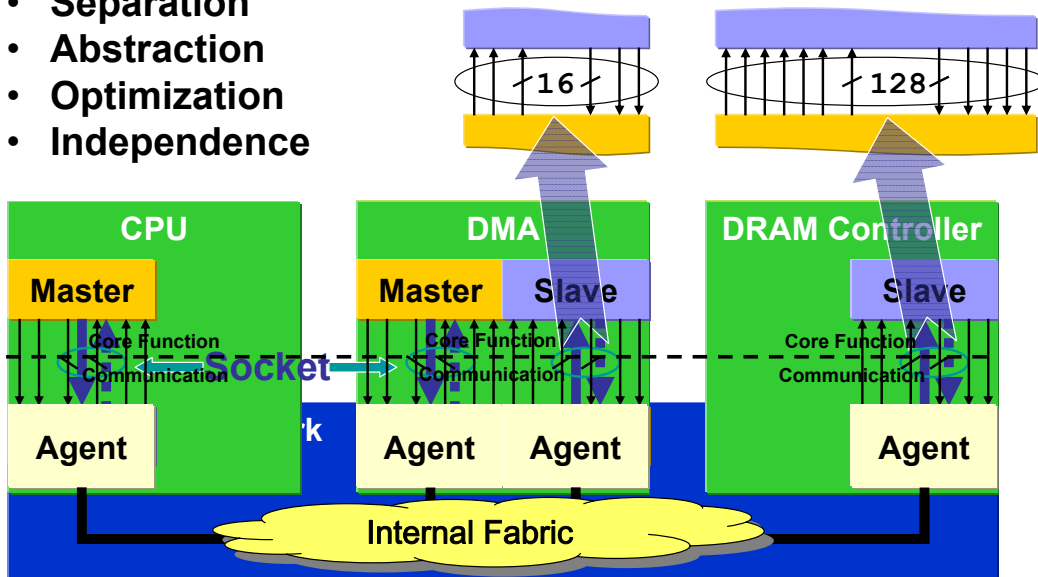 • Separation
• Abstraction
• Optimization
• Independence
16
128
CPU
DMA
DRAM Controller
Master
Master
Slave
Slave
Core Function
Core Function
Core Function
Socket
Communication
Communication
Communication
rk
Agent
Agent
Agent
Agent
Internal Fabric